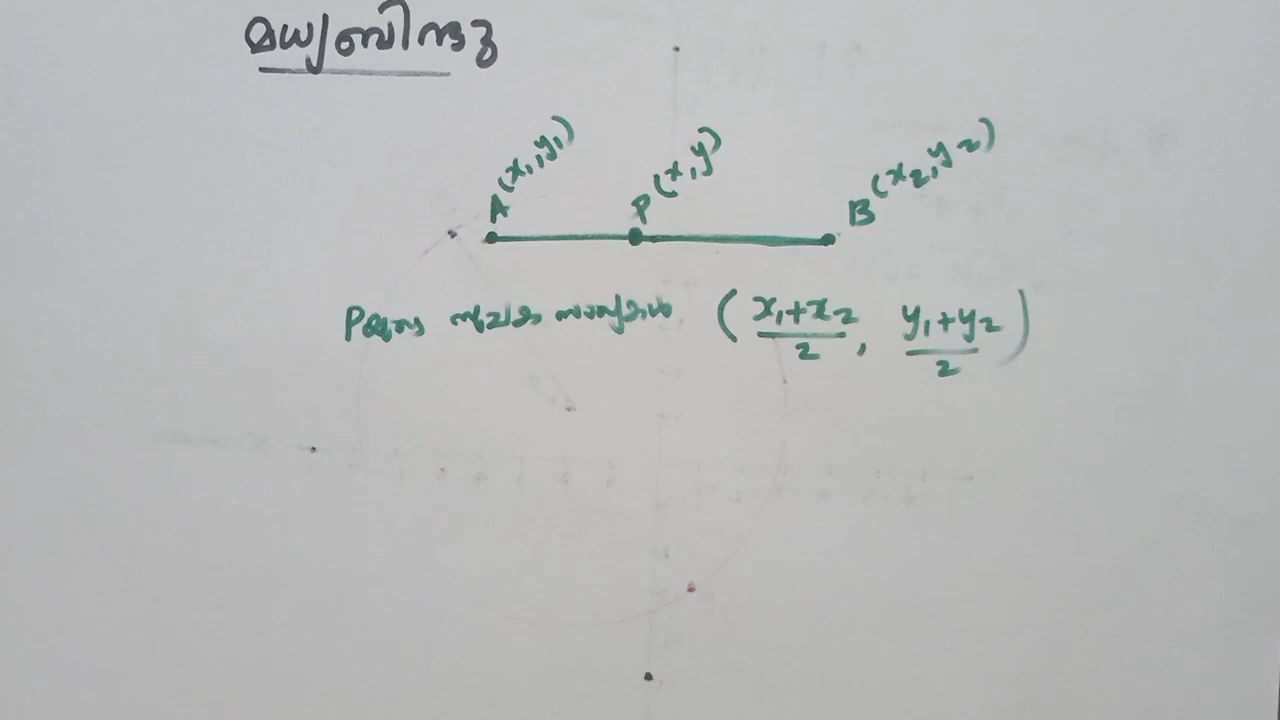 മധ്യബിന്ദു
A(x₁,y₁) P(x,y) B(x₂,y₂)
Pയുടെ സൂചക സംഖ്യകൾ (x₁+x₂/2, y₁+y₂/2)